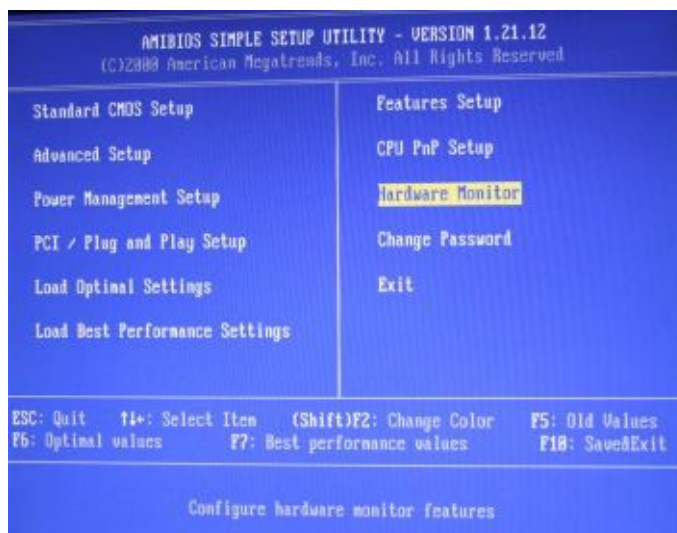 AMIBIOS SIMPLE SETUP UTILITY - VERSION 1.21.12
(C)2000 American Megatrends, Inc. All Rights Reserved
Standard CMOS Setup
Advanced Setup
Power Management Setup
PCI / Plug and Play Setup
Load Optimal Settings
Load Best Performance Settings
Features Setup
CPU PnP Setup
Hardware Monitor
Change Password
Exit
ESC: Quit ↑↓←: Select Item (Shift)F2: Change Color F5: Old Values
F6: Optimal values F7: Best performance values F10: Save&Exit
Configure hardware monitor features